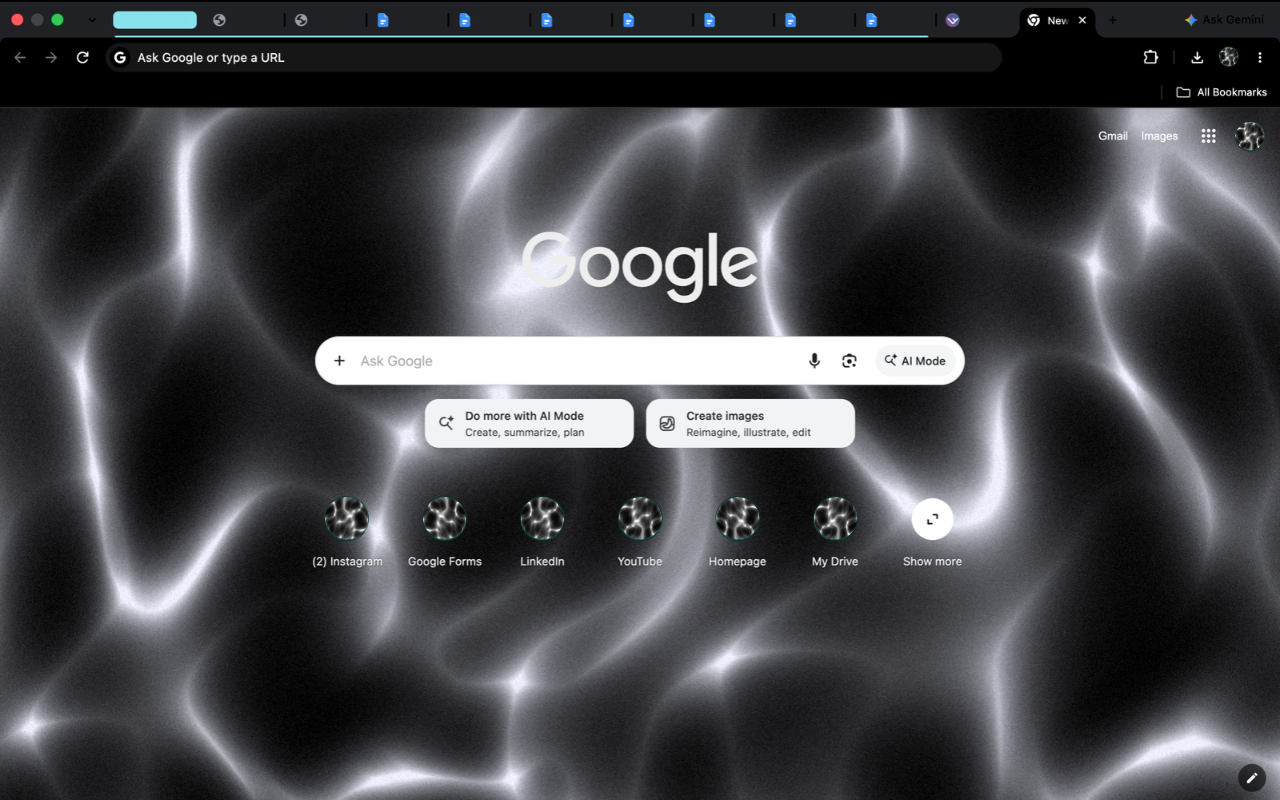 New
Ask Gemini
Ask Google or type a URL
All Bookmarks
Gmail
Images
Google
Ask Google
AI Mode
Do more with AI Mode
Create, summarize, plan
Create images
Reimagine, illustrate, edit
(2) Instagram
Google Forms
LinkedIn
YouTube
Homepage
My Drive
Show more